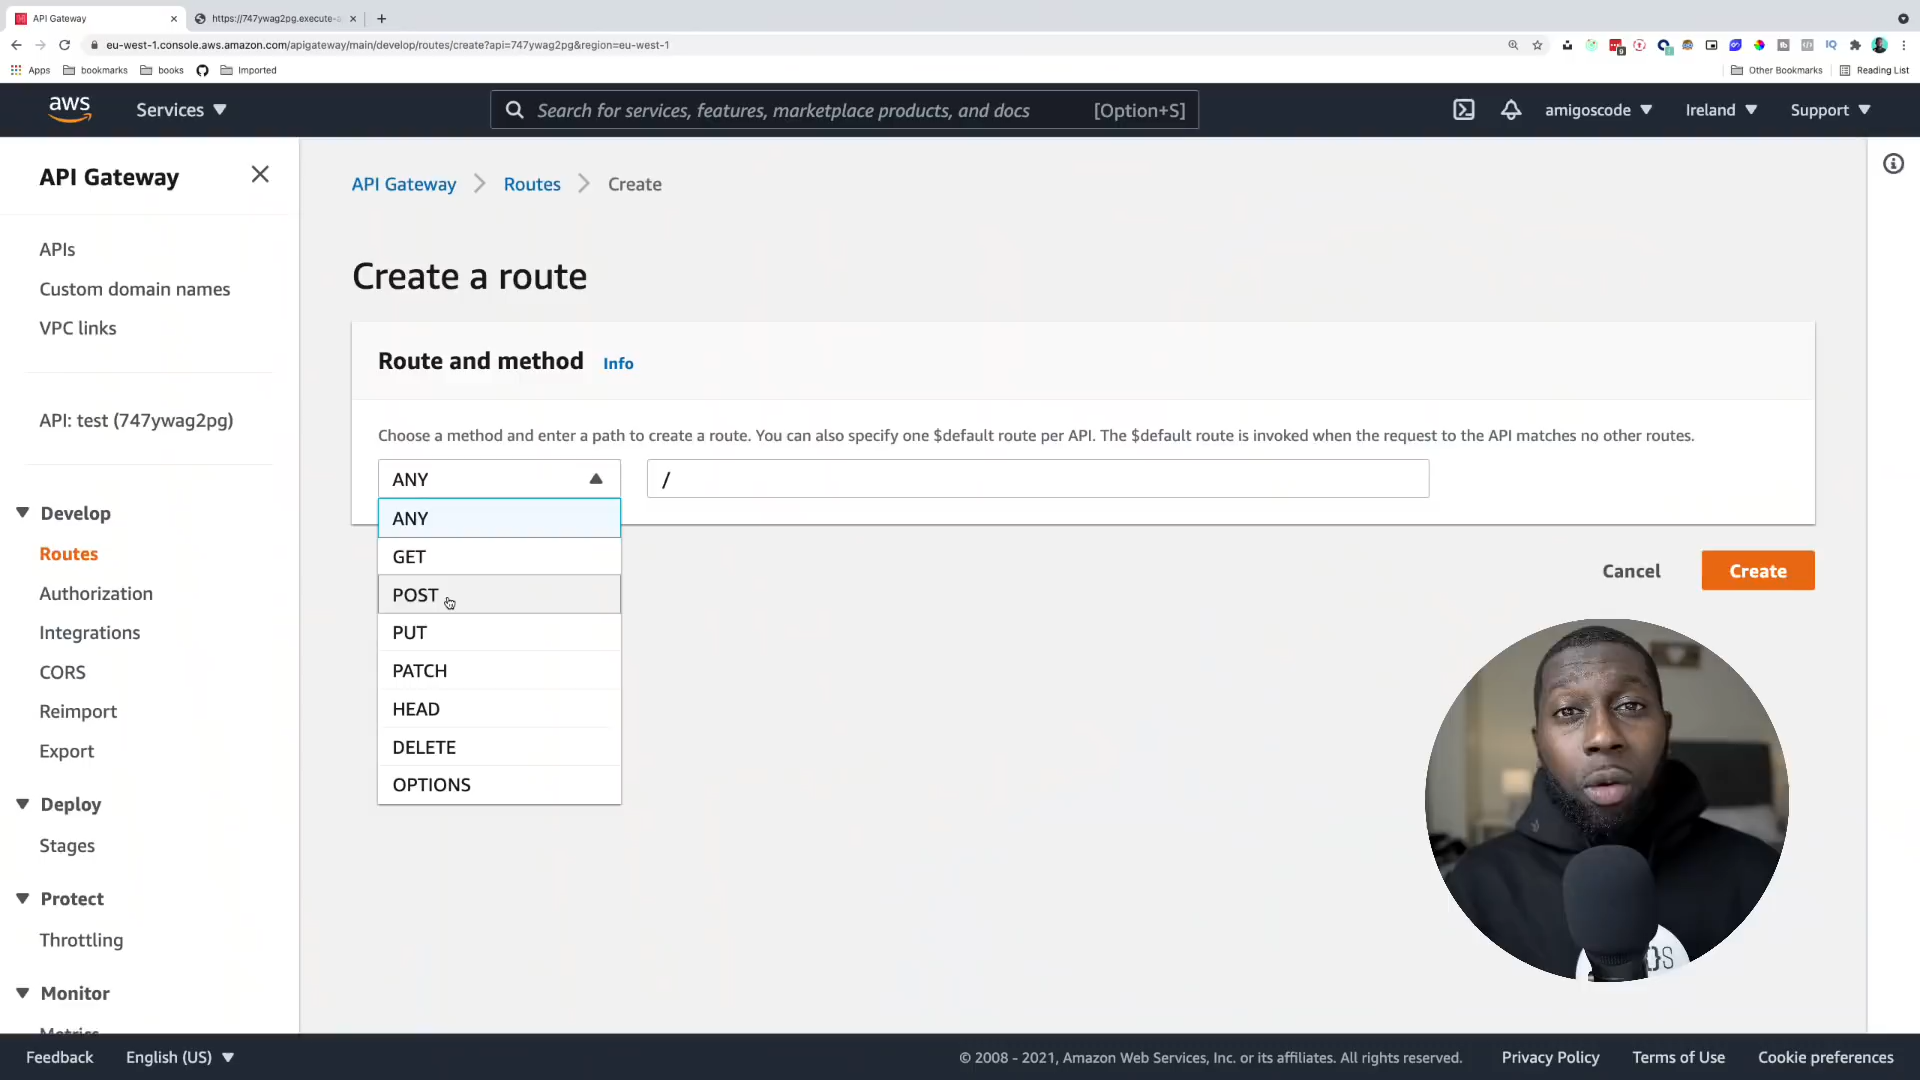 API Gateway
https://747ywag2pg.execute-a
eu-west-1.console.aws.amazon.com/apigateway/main/develop/routes/create?api=747ywag2pg&region=eu-west-1
Apps
bookmarks
books
Imported
Other Bookmarks
Reading List
aws
Services
Search for services, features, marketplace products, and docs
[Option+S]
amigoscode
Ireland
Support
API Gateway
APIs
Custom domain names
VPC links
API: test (747ywag2pg)
Develop
Routes
Authorization
Integrations
CORS
Reimport
Export
Deploy
Stages
Protect
Throttling
Monitor
Metrics
API Gateway
Routes
Create
Create a route
Route and method
Info
Choose a method and enter a path to create a route. You can also specify one $default route per API. The $default route is invoked when the request to the API matches no other routes.
ANY
/
ANY
GET
POST
PUT
PATCH
HEAD
DELETE
OPTIONS
Cancel
Create
{}S
Feedback
English (US)
© 2008 - 2021, Amazon Web Services, Inc. or its affiliates. All rights reserved.
Privacy Policy
Terms of Use
Cookie preferences